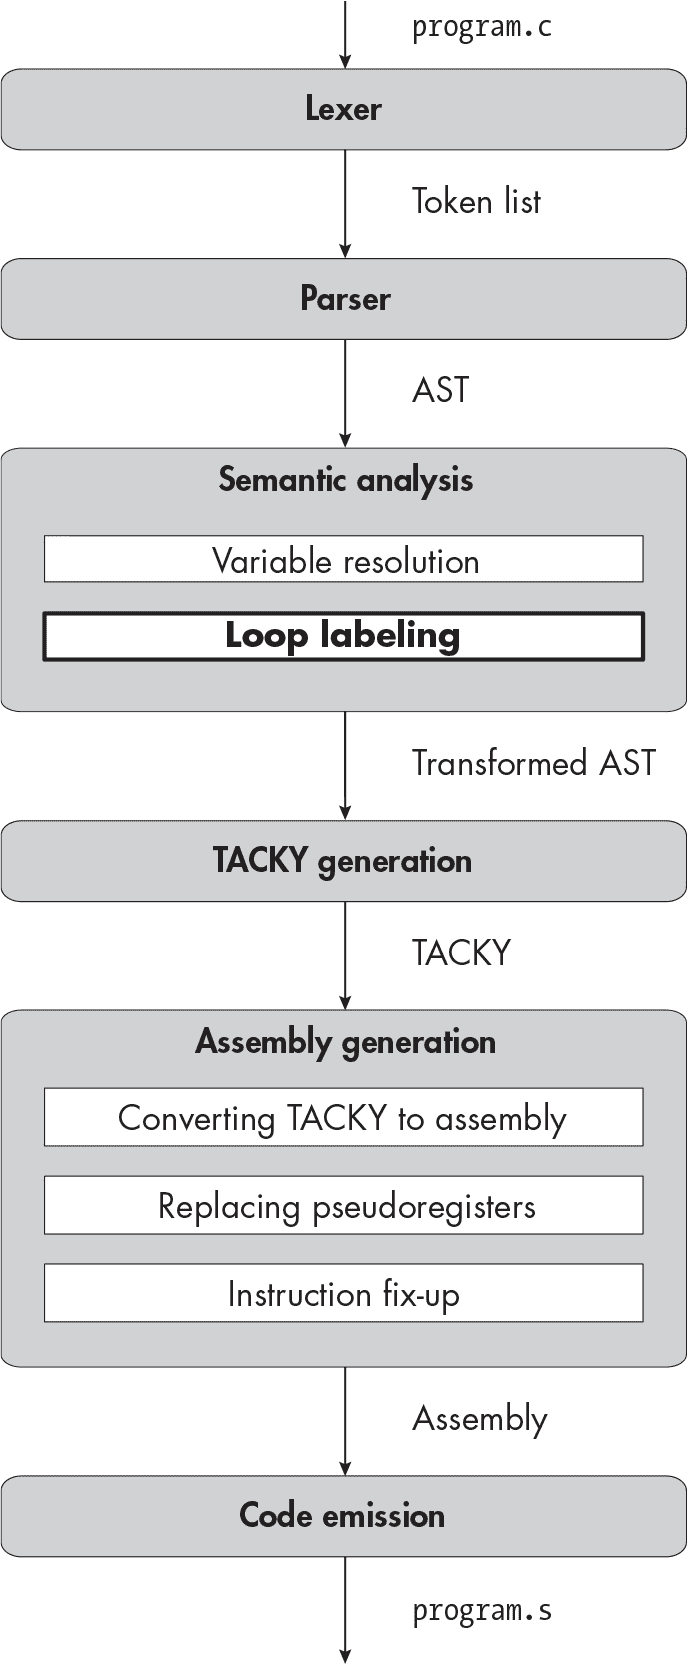 program.c
Lexer
Token list
Parser
AST
Semantic analysis
Variable resolution
Loop labeling
Transformed AST
TACKY generation
TACKY
Assembly generation
Converting TACKY to assembly
Replacing pseudoregisters
Instruction fix-up
Assembly
Code emission
program.s